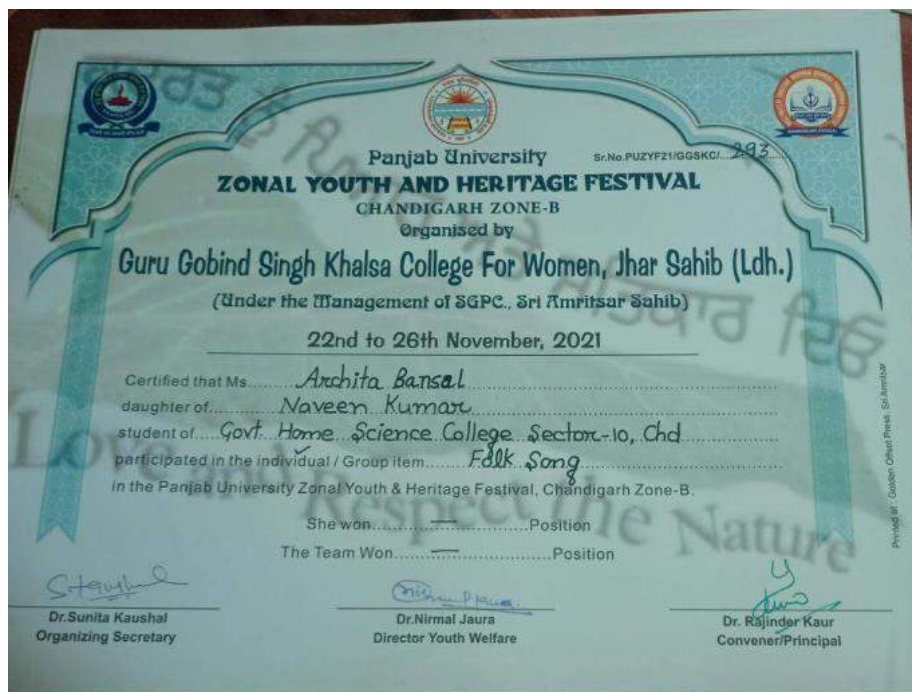 Panjab University
Sr.No.PUZYF21/GGSKC/...293......
ZONAL YOUTH AND HERITAGE FESTIVAL
CHANDIGARH ZONE-B
Organised by
Guru Gobind Singh Khalsa College For Women, Jhar Sahib (Ldh.)
(Under the Management of SGPC., Sri Amritsar Sahib)
22nd to 26th November, 2021
Certified that Ms.........Archita Bansal
daughter of............Naveen Kumar
student of.....Govt. Home Science College Sector-10, Chd
participated in the individual / Group item.......Folk Song
in the Panjab University Zonal Youth & Heritage Festival, Chandigarh Zone-B.
She won.............—.............Position
The Team Won........—.............Position
Love
Respect the Nature
Dr.Sunita Kaushal
Organizing Secretary
Dr.Nirmal Jaura
Director Youth Welfare
Dr. Rajinder Kaur
Convener/Principal
Printed at : Golden Offset Press, Sri Amritsar